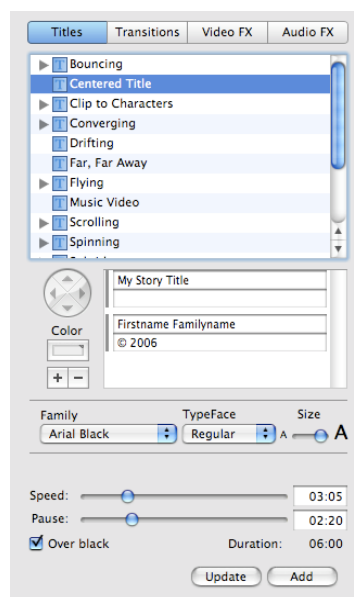 Titles Transitions Video FX Audio FX
Bouncing
Centered Title
Clip to Characters
Converging
Drifting
Far, Far Away
Flying
Music Video
Scrolling
Spinning
My Story Title
Color
Firstname Familyname
© 2006
+ −
Family TypeFace Size
Arial Black Regular A A
Speed: 03:05
Pause: 02:20
Over black Duration: 06:00
Update Add